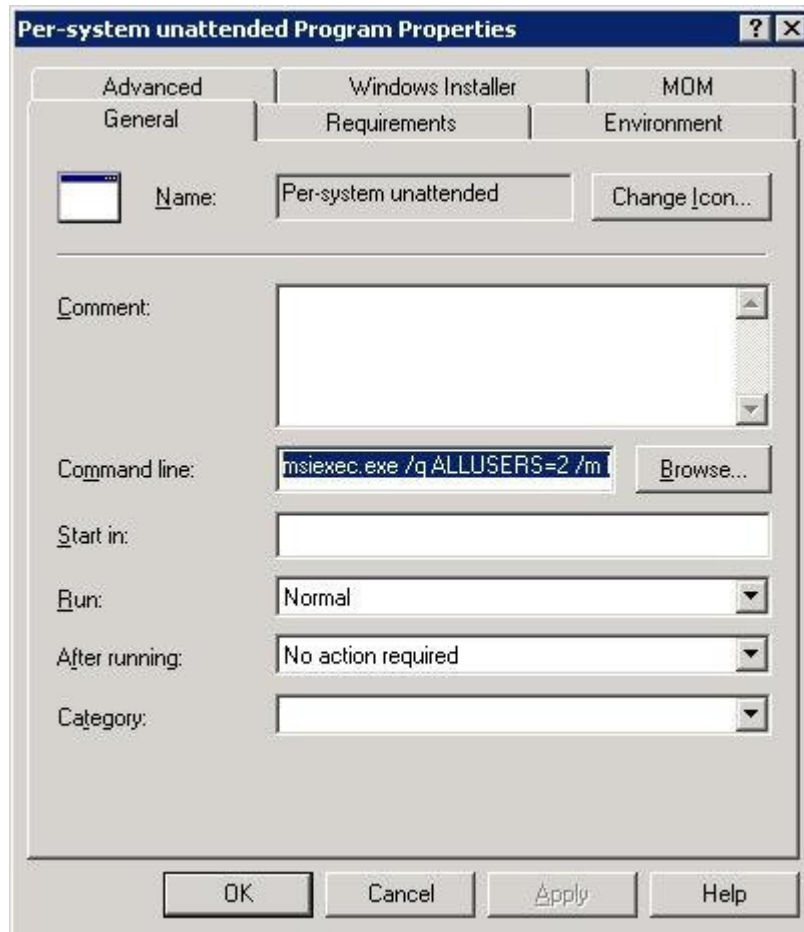 Per-system unattended Program Properties
Advanced Windows Installer MOM
General Requirements Environment
Name: Per-system unattended Change Icon...
Comment:
Command line: msiexec.exe /q ALLUSERS=2 /m Browse...
Start in:
Run: Normal
After running: No action required
Category:
OK Cancel Apply Help